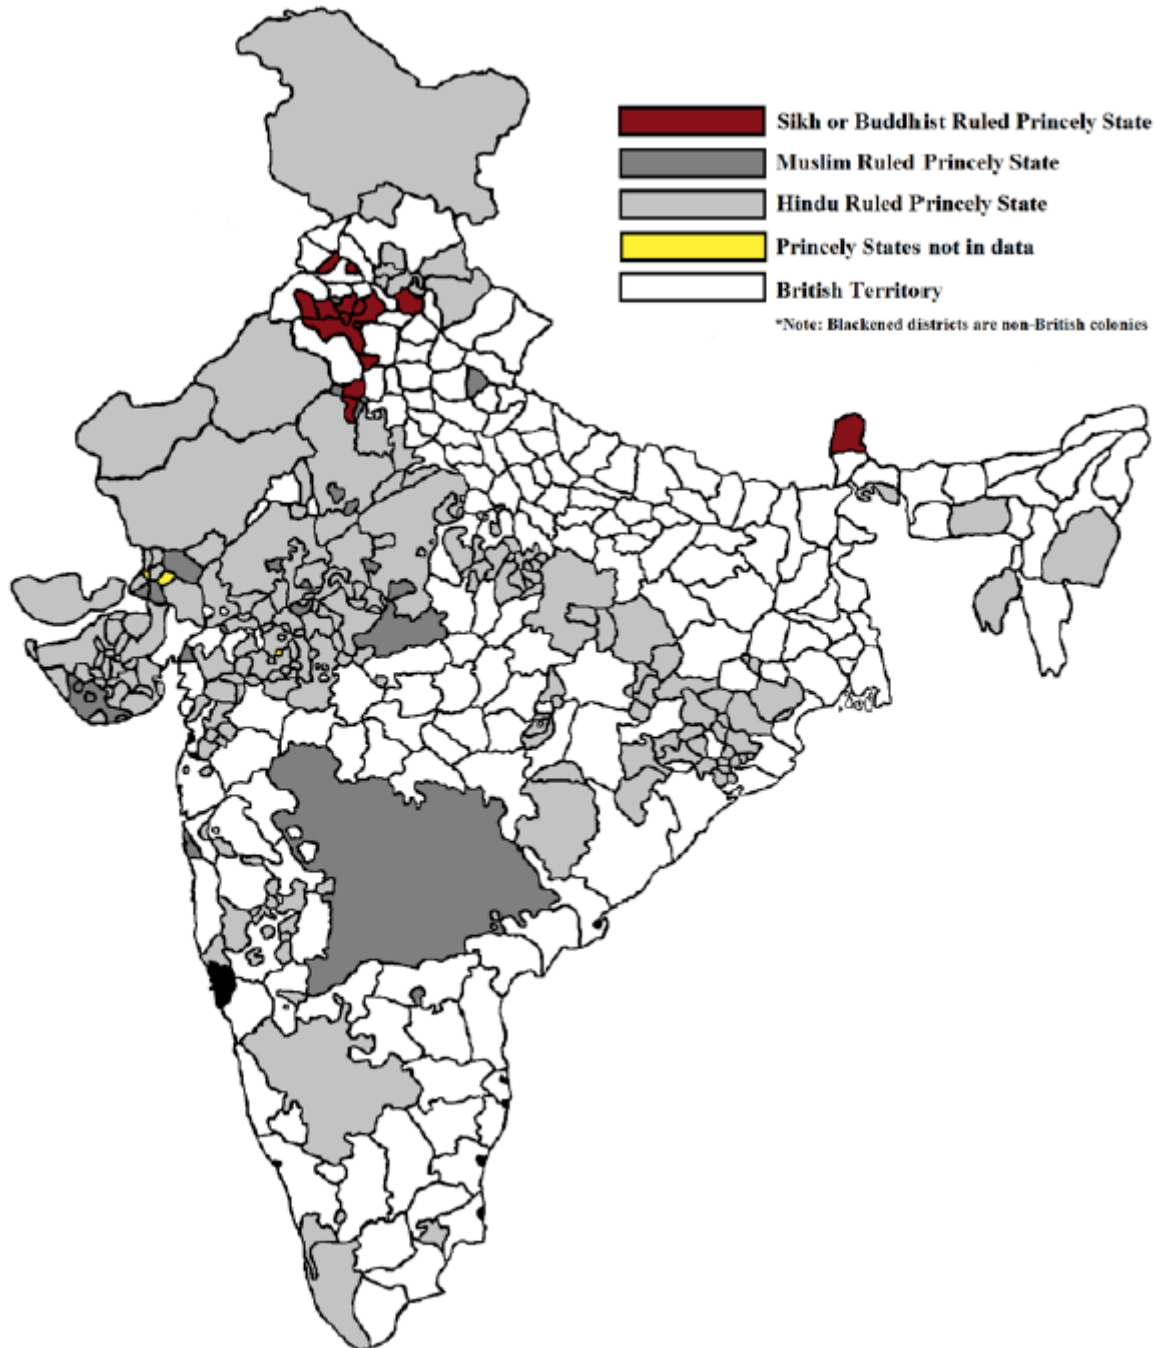 Sikh or Buddhist Ruled Princely State
Muslim Ruled Princely State
Hindu Ruled Princely State
Princely States not in data
British Territory
*Note: Blackened districts are non-British colonies